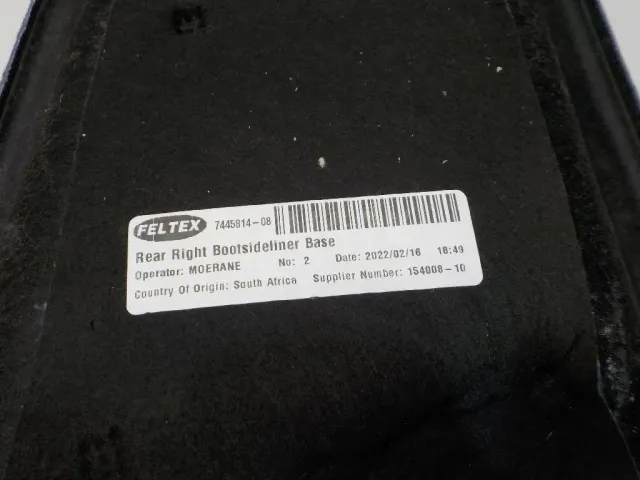 FELTEX 7445814-08
Rear Right Bootsideliner Base
Operator: MOERANE No: 2 Date: 2022/02/16 18:49
Country Of Origin: South Africa Supplier Number: 154008-10